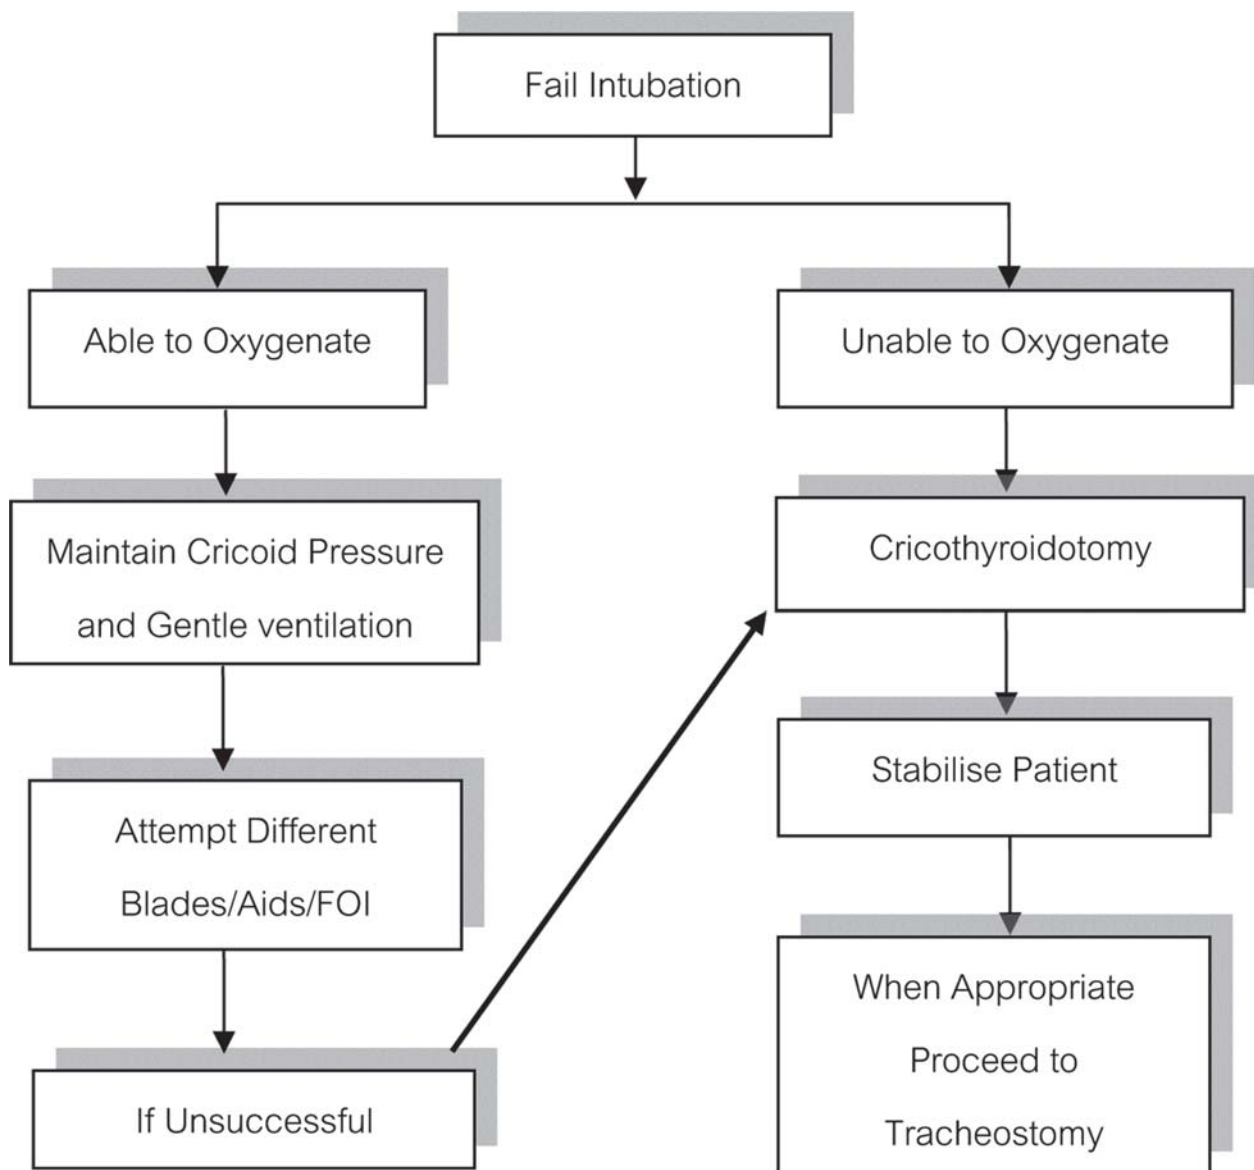 Fail Intubation
Able to Oxygenate
Unable to Oxygenate
Maintain Cricoid Pressure
and Gentle ventilation
Cricothyroidotomy
Attempt Different
Blades/Aids/FOI
Stabilise Patient
If Unsuccessful
When Appropriate
Proceed to
Tracheostomy